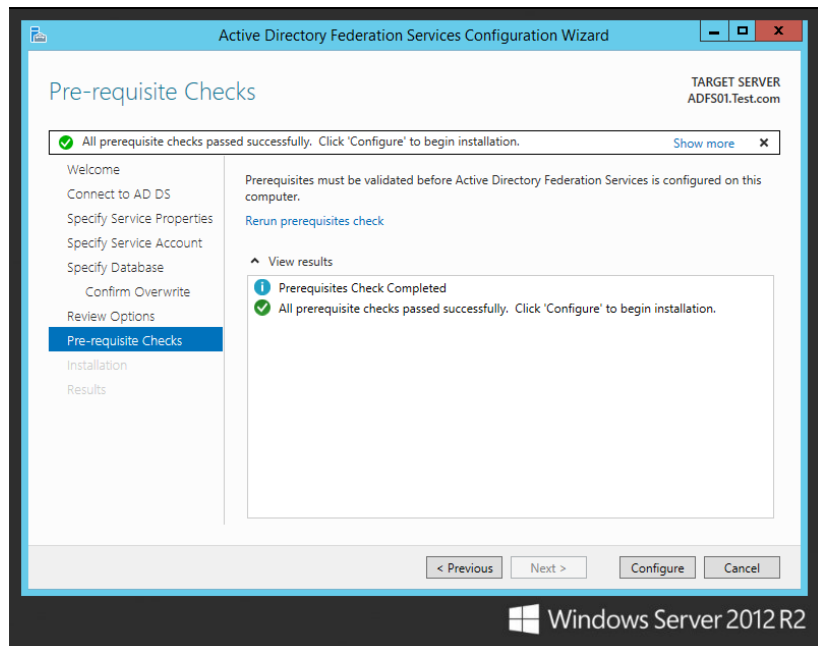 Active Directory Federation Services Configuration Wizard
Pre-requisite Checks
TARGET SERVER
ADFS01.Test.com
All prerequisite checks passed successfully. Click 'Configure' to begin installation.
Show more
Welcome
Connect to AD DS
Specify Service Properties
Specify Service Account
Specify Database
Confirm Overwrite
Review Options
Pre-requisite Checks
Installation
Results
Prerequisites must be validated before Active Directory Federation Services is configured on this
computer.
Rerun prerequisites check
View results
Prerequisites Check Completed
All prerequisite checks passed successfully. Click 'Configure' to begin installation.
< Previous
Next >
Configure
Cancel
Windows Server 2012 R2